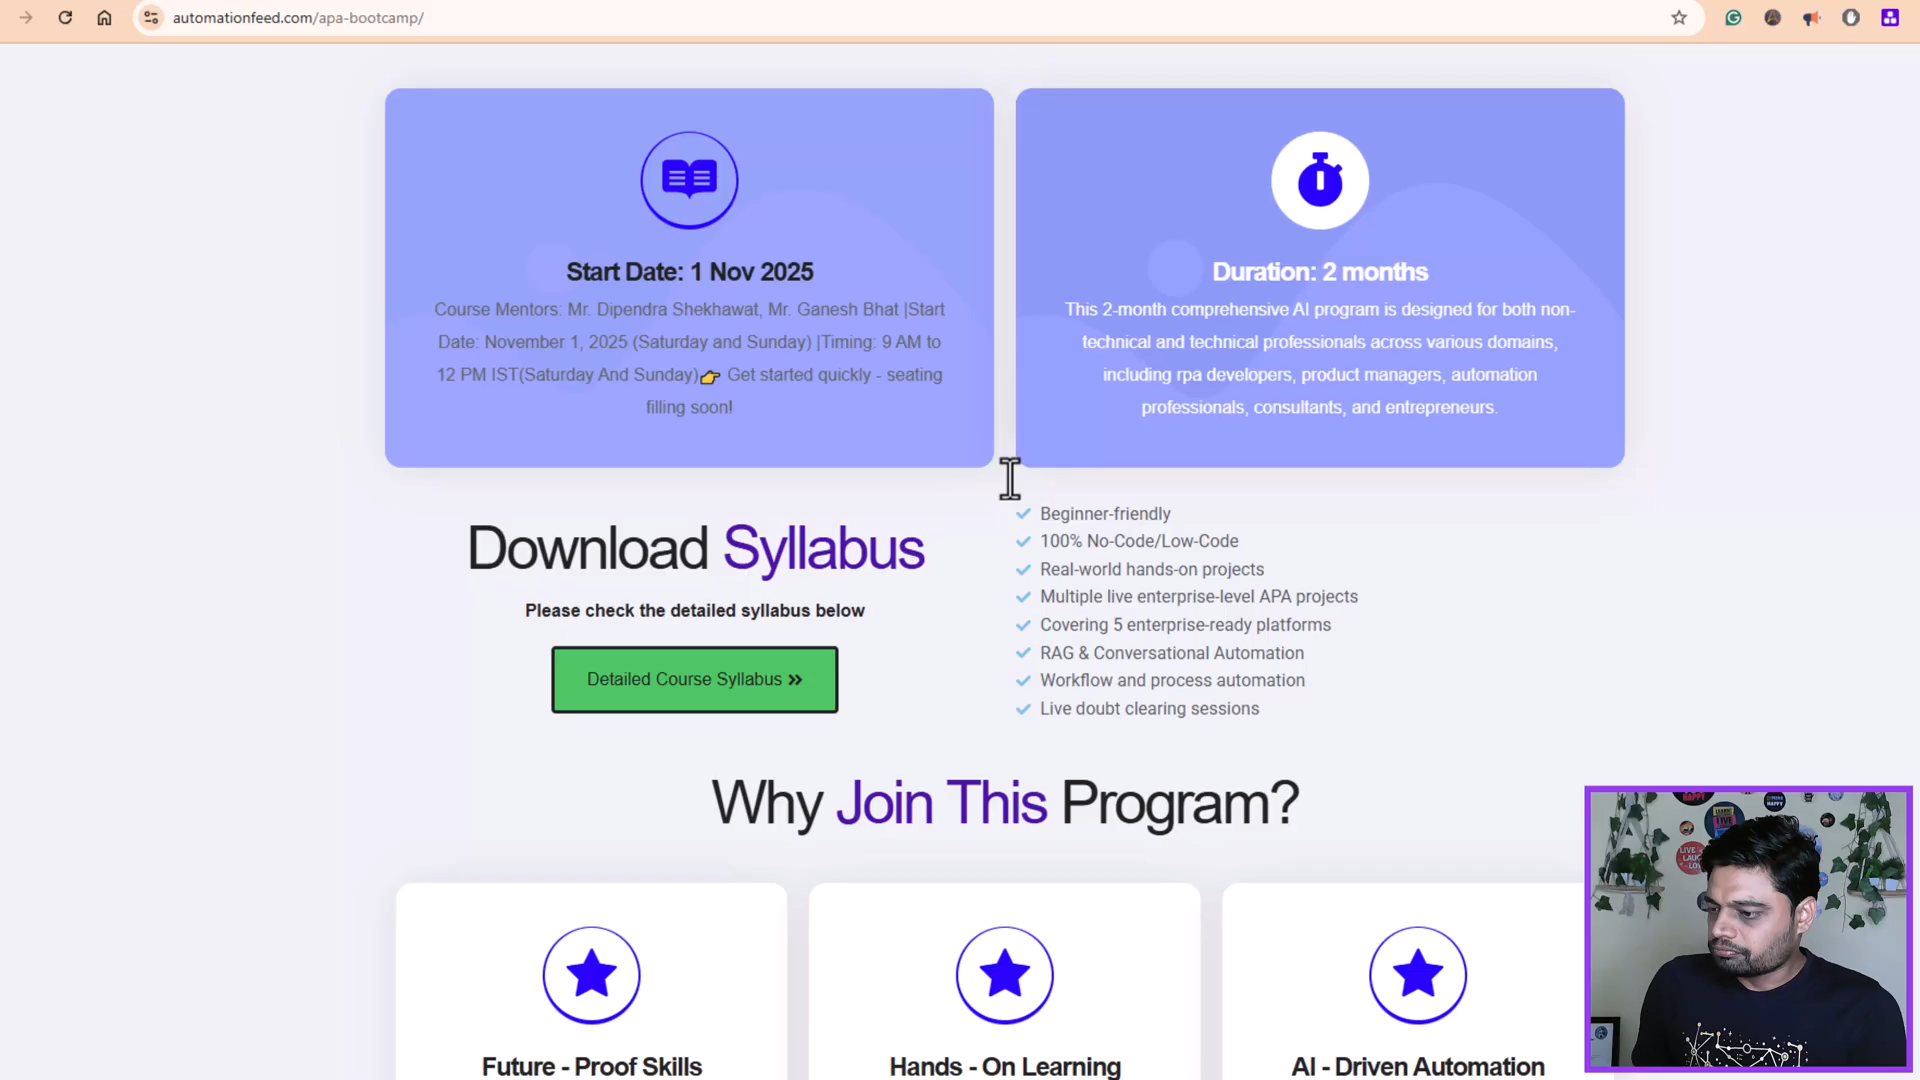 automationfeed.com/apa-bootcamp/
Start Date: 1 Nov 2025
Course Mentors: Mr. Dipendra Shekhawat, Mr. Ganesh Bhat |Start
Date: November 1, 2025 (Saturday and Sunday) |Timing: 9 AM to
12 PM IST(Saturday And Sunday)👉 Get started quickly - seating
filling soon!
Duration: 2 months
This 2-month comprehensive AI program is designed for both non-
technical and technical professionals across various domains,
including rpa developers, product managers, automation
professionals, consultants, and entrepreneurs.
Download Syllabus
Please check the detailed syllabus below
Detailed Course Syllabus »
Beginner-friendly
100% No-Code/Low-Code
Real-world hands-on projects
Multiple live enterprise-level APA projects
Covering 5 enterprise-ready platforms
RAG & Conversational Automation
Workflow and process automation
Live doubt clearing sessions
Why Join This Program?
Future - Proof Skills
Hands - On Learning
AI - Driven Automation